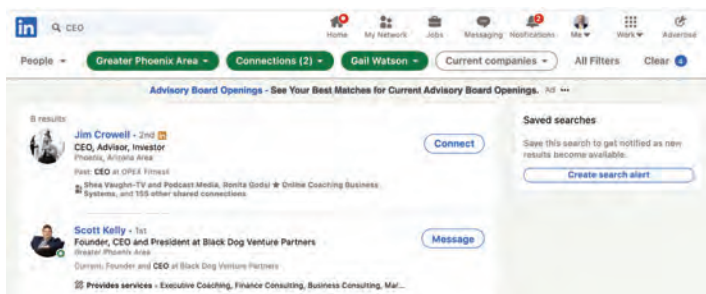 in
CEO
Home
My Network
Jobs
Messaging
Notifications
2
Me
Work
Advertise
People
Greater Phoenix Area
Connections (2)
Gail Watson
Current companies
All Filters
Clear 4
Advisory Board Openings - See Your Best Matches for Current Advisory Board Openings. Ad •••
8 results
Jim Crowell - 2nd in
CEO, Advisor, Investor
Phoenix, Arizona Area
Past: CEO at OPEX Fitness
Shea Vaughn-TV and Podcast Media, Ronita Godsi ★ Online Coaching Business
Systems, and 155 other shared connections
Connect
Scott Kelly - 1st
Founder, CEO and President at Black Dog Venture Partners
Greater Phoenix Area
Current: Founder and CEO at Black Dog Venture Partners
Provides services - Executive Coaching, Finance Consulting, Business Consulting, Mar...
Message
Saved searches
Save this search to get notified as new
results become available.
Create search alert